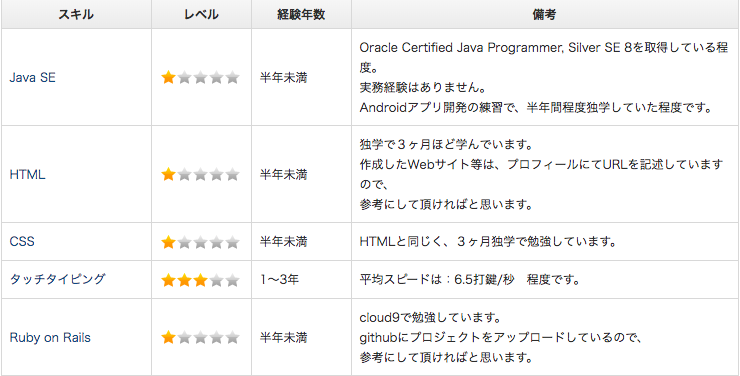 スキル レベル 経験年数 備考
Java SE 半年未満 Oracle Certified Java Programmer, Silver SE 8を取得している程
度。
実務経験はありません。
Androidアプリ開発の練習で、半年間程度独学していた程度です。
HTML 半年未満 独学で３ヶ月ほど学んでいます。
作成したWebサイト等は、プロフィールにてURLを記述しています
ので、
参考にして頂ければと思います。
CSS 半年未満 HTMLと同じく、３ヶ月独学で勉強しています。
タッチタイピング 1〜3年 平均スピードは：6.5打鍵/秒　程度です。
Ruby on Rails 半年未満 cloud9で勉強しています。
githubにプロジェクトをアップロードしているので、
参考にして頂ければと思います。